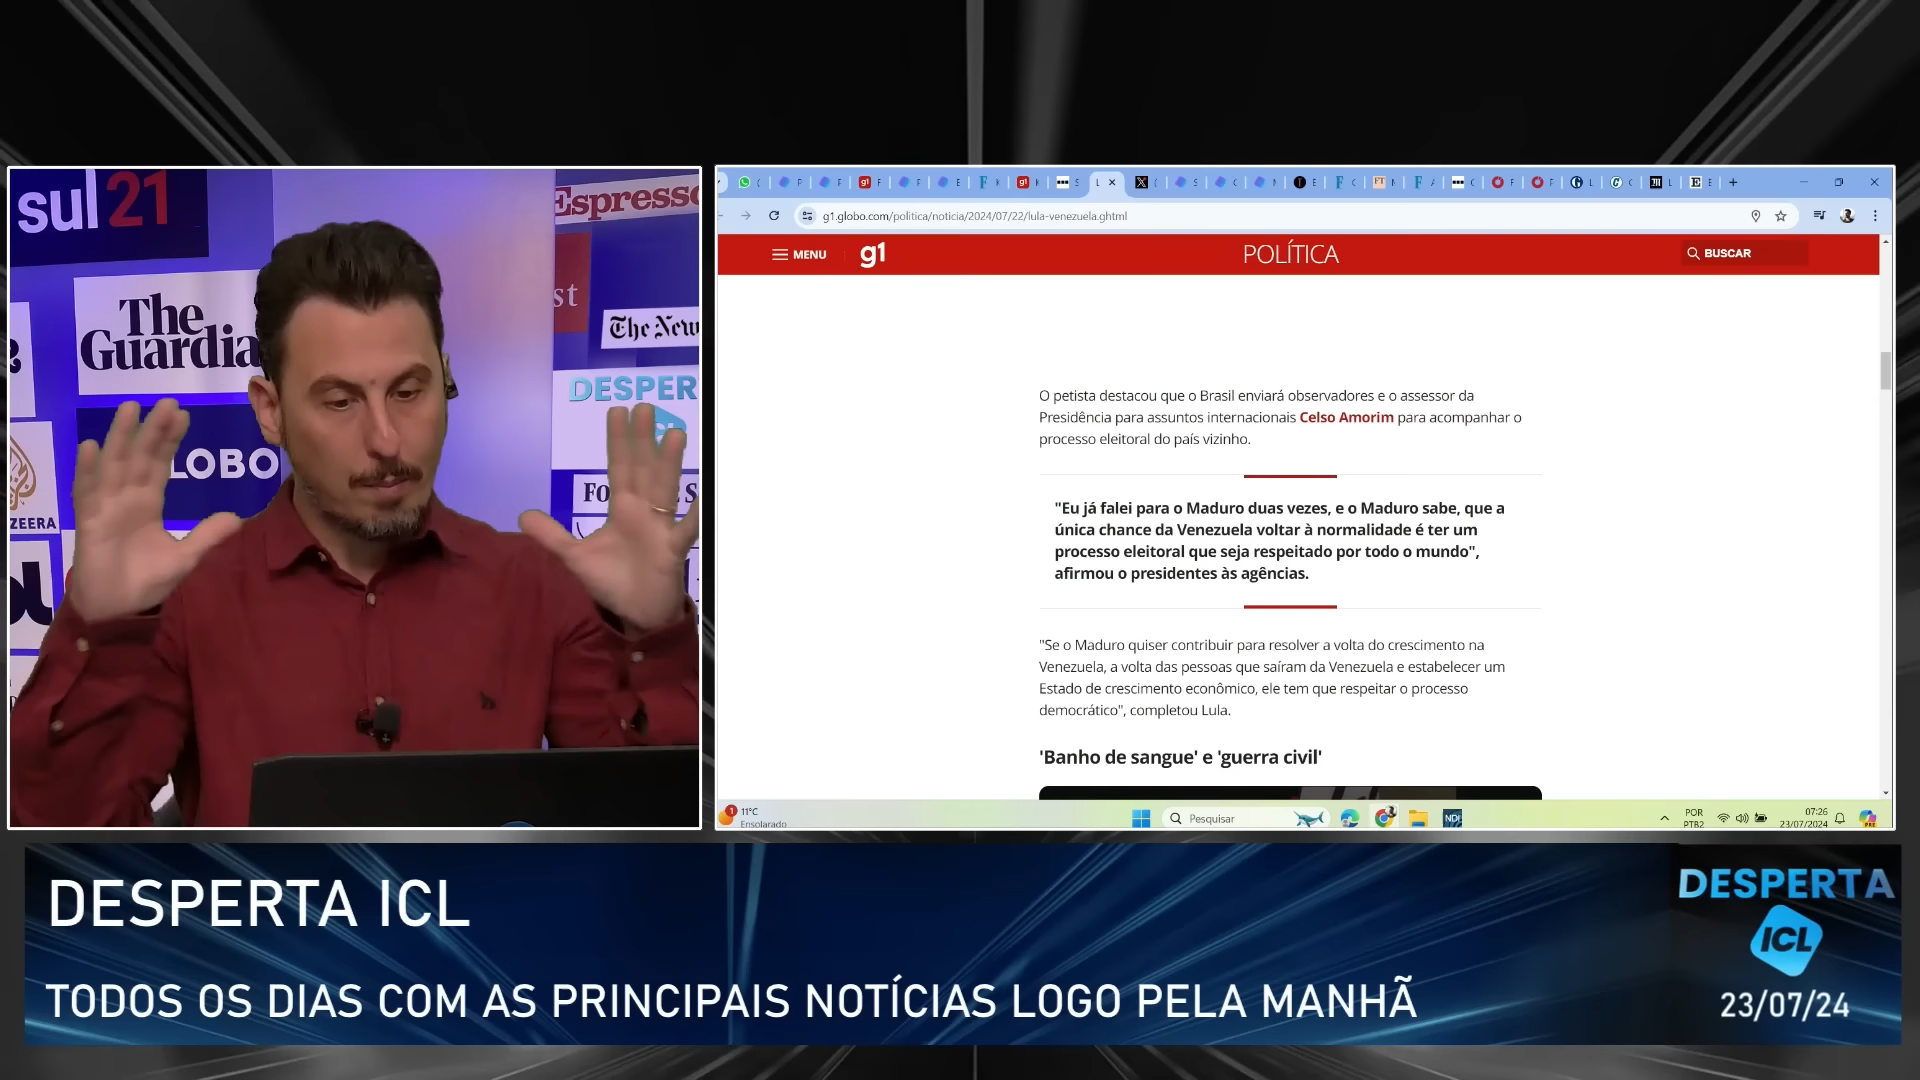 sul21
Espresso
The
Guardia
st
The New
DESPER
LOBO
ZEERA
g1.globo.com/politica/noticia/2024/07/22/lula-venezuela.ghtml
MENU
g1
POLÍTICA
BUSCAR
O petista destacou que o Brasil enviará observadores e o assessor da
Presidência para assuntos internacionais Celso Amorim para acompanhar o
processo eleitoral do país vizinho.
"Eu já falei para o Maduro duas vezes, e o Maduro sabe, que a
única chance da Venezuela voltar à normalidade é ter um
processo eleitoral que seja respeitado por todo o mundo",
afirmou o presidentes às agências.
"Se o Maduro quiser contribuir para resolver a volta do crescimento na
Venezuela, a volta das pessoas que saíram da Venezuela e estabelecer um
Estado de crescimento econômico, ele tem que respeitar o processo
democrático", completou Lula.
'Banho de sangue' e 'guerra civil'
1
11°C
Ensolarado
Pesquisar
POR
PTB2
07:26
23/07/2024
DESPERTA ICL
TODOS OS DIAS COM AS PRINCIPAIS NOTÍCIAS LOGO PELA MANHÃ
DESPERTA
ICL
23/07/24